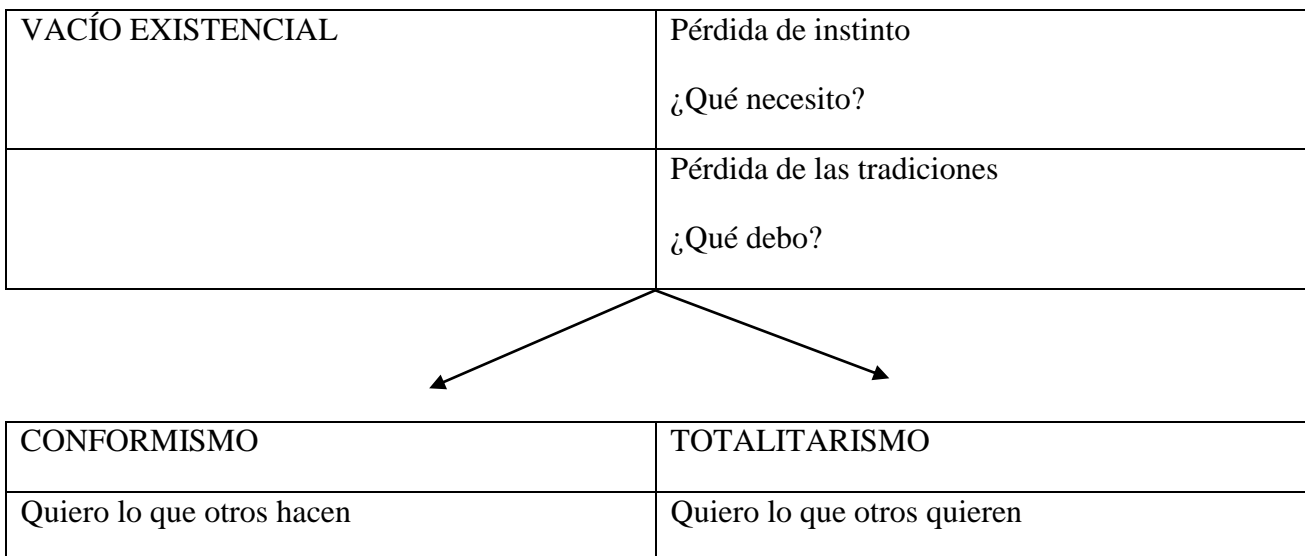 VACÍO EXISTENCIAL
Pérdida de instinto
¿Qué necesito?
Pérdida de las tradiciones
¿Qué debo?
CONFORMISMO
TOTALITARISMO
Quiero lo que otros hacen
Quiero lo que otros quieren